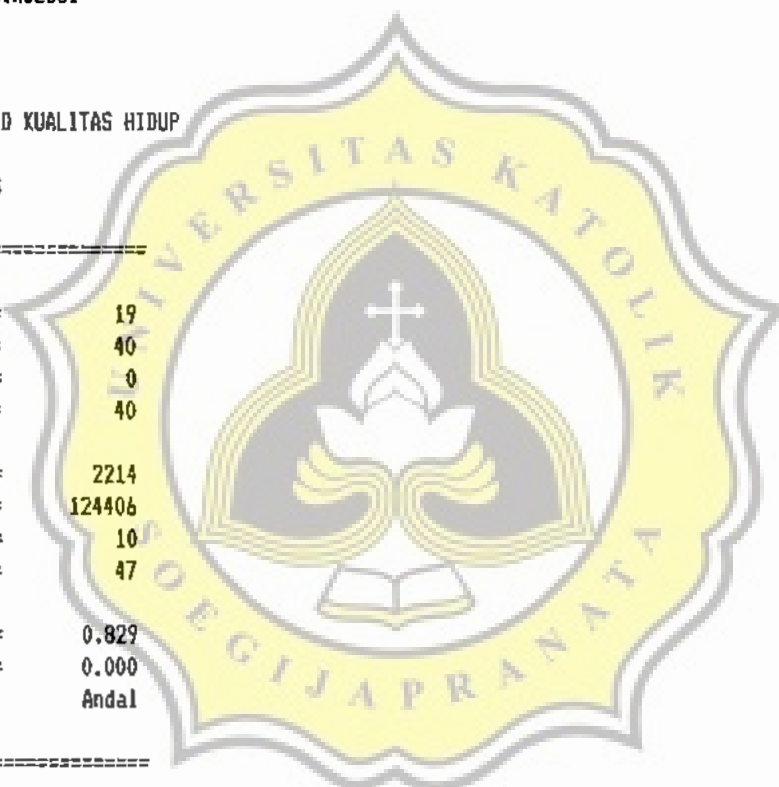 D KUALITAS HIDUP
S
==================
= 19
= 40
= 0
= 40
= 2214
= 124406
= 10
= 47
= 0.829
= 0.000
Andal
==================
UNIVERSITAS KATOLIK
SOEGIJAPRANATA